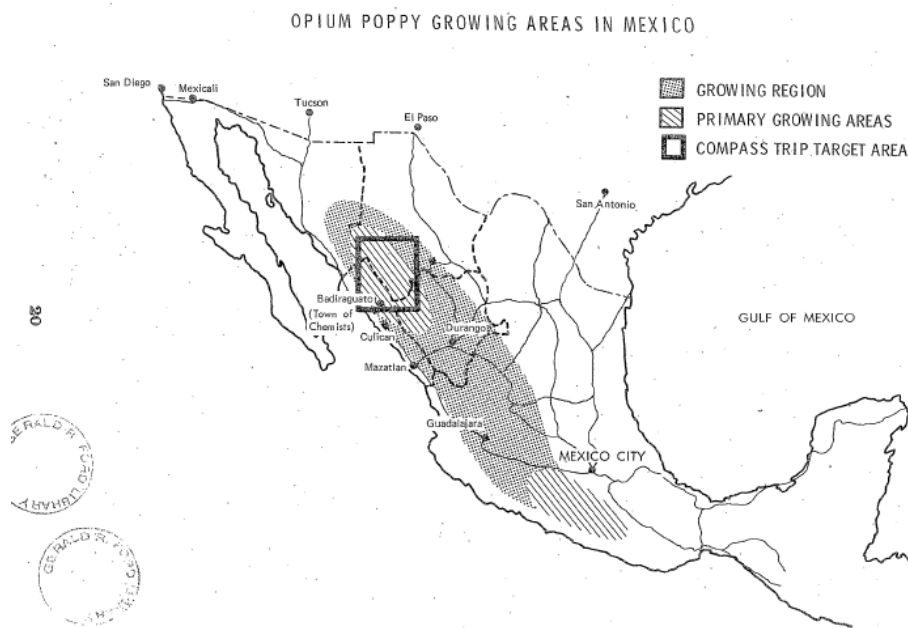 OPIUM POPPY GROWING AREAS IN MEXICO
San Diego
Mexicali
Tucson
El Paso
GROWING REGION
PRIMARY GROWING AREAS
COMPASS TRIP TARGET AREA
San Antonio
Badiraguato
(Town of
Chemists)
Culican
Durango
Mazatlan
GULF OF MEXICO
20
Guadalajara
MEXICO CITY
GERALD R. FORD LIBRARY
GERALD R. FORD